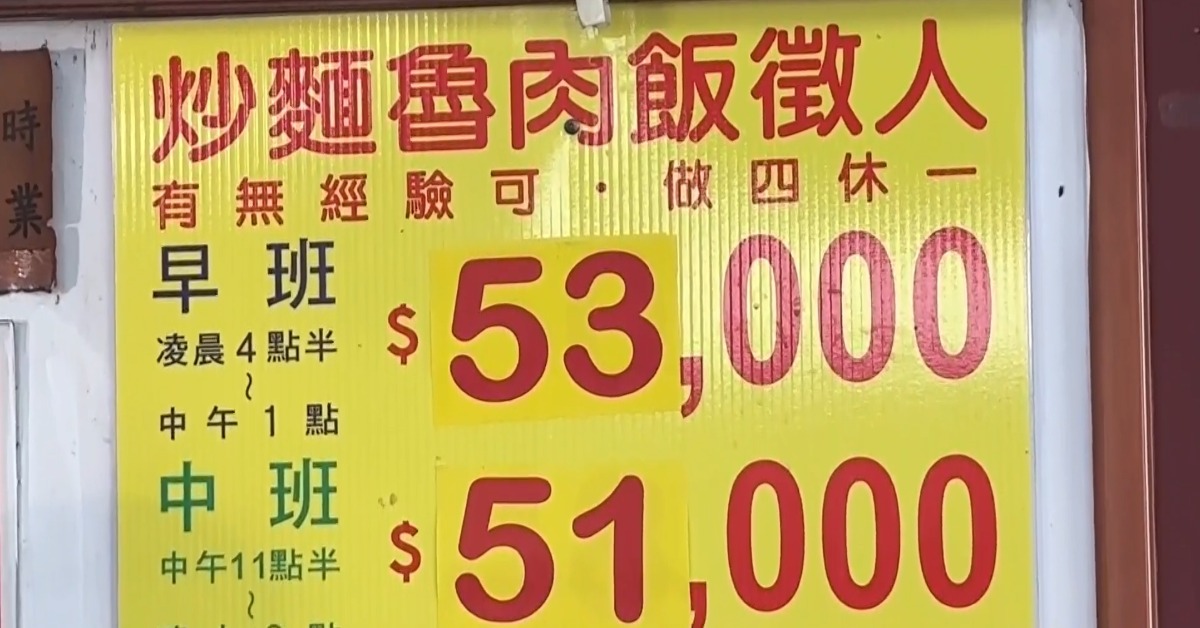 時業
炒麵魯肉飯徵人
有無經驗可·做四休一
早班
凌晨4點半
~
中午1點
$53,000
中班
中午11點半
~
$51,000